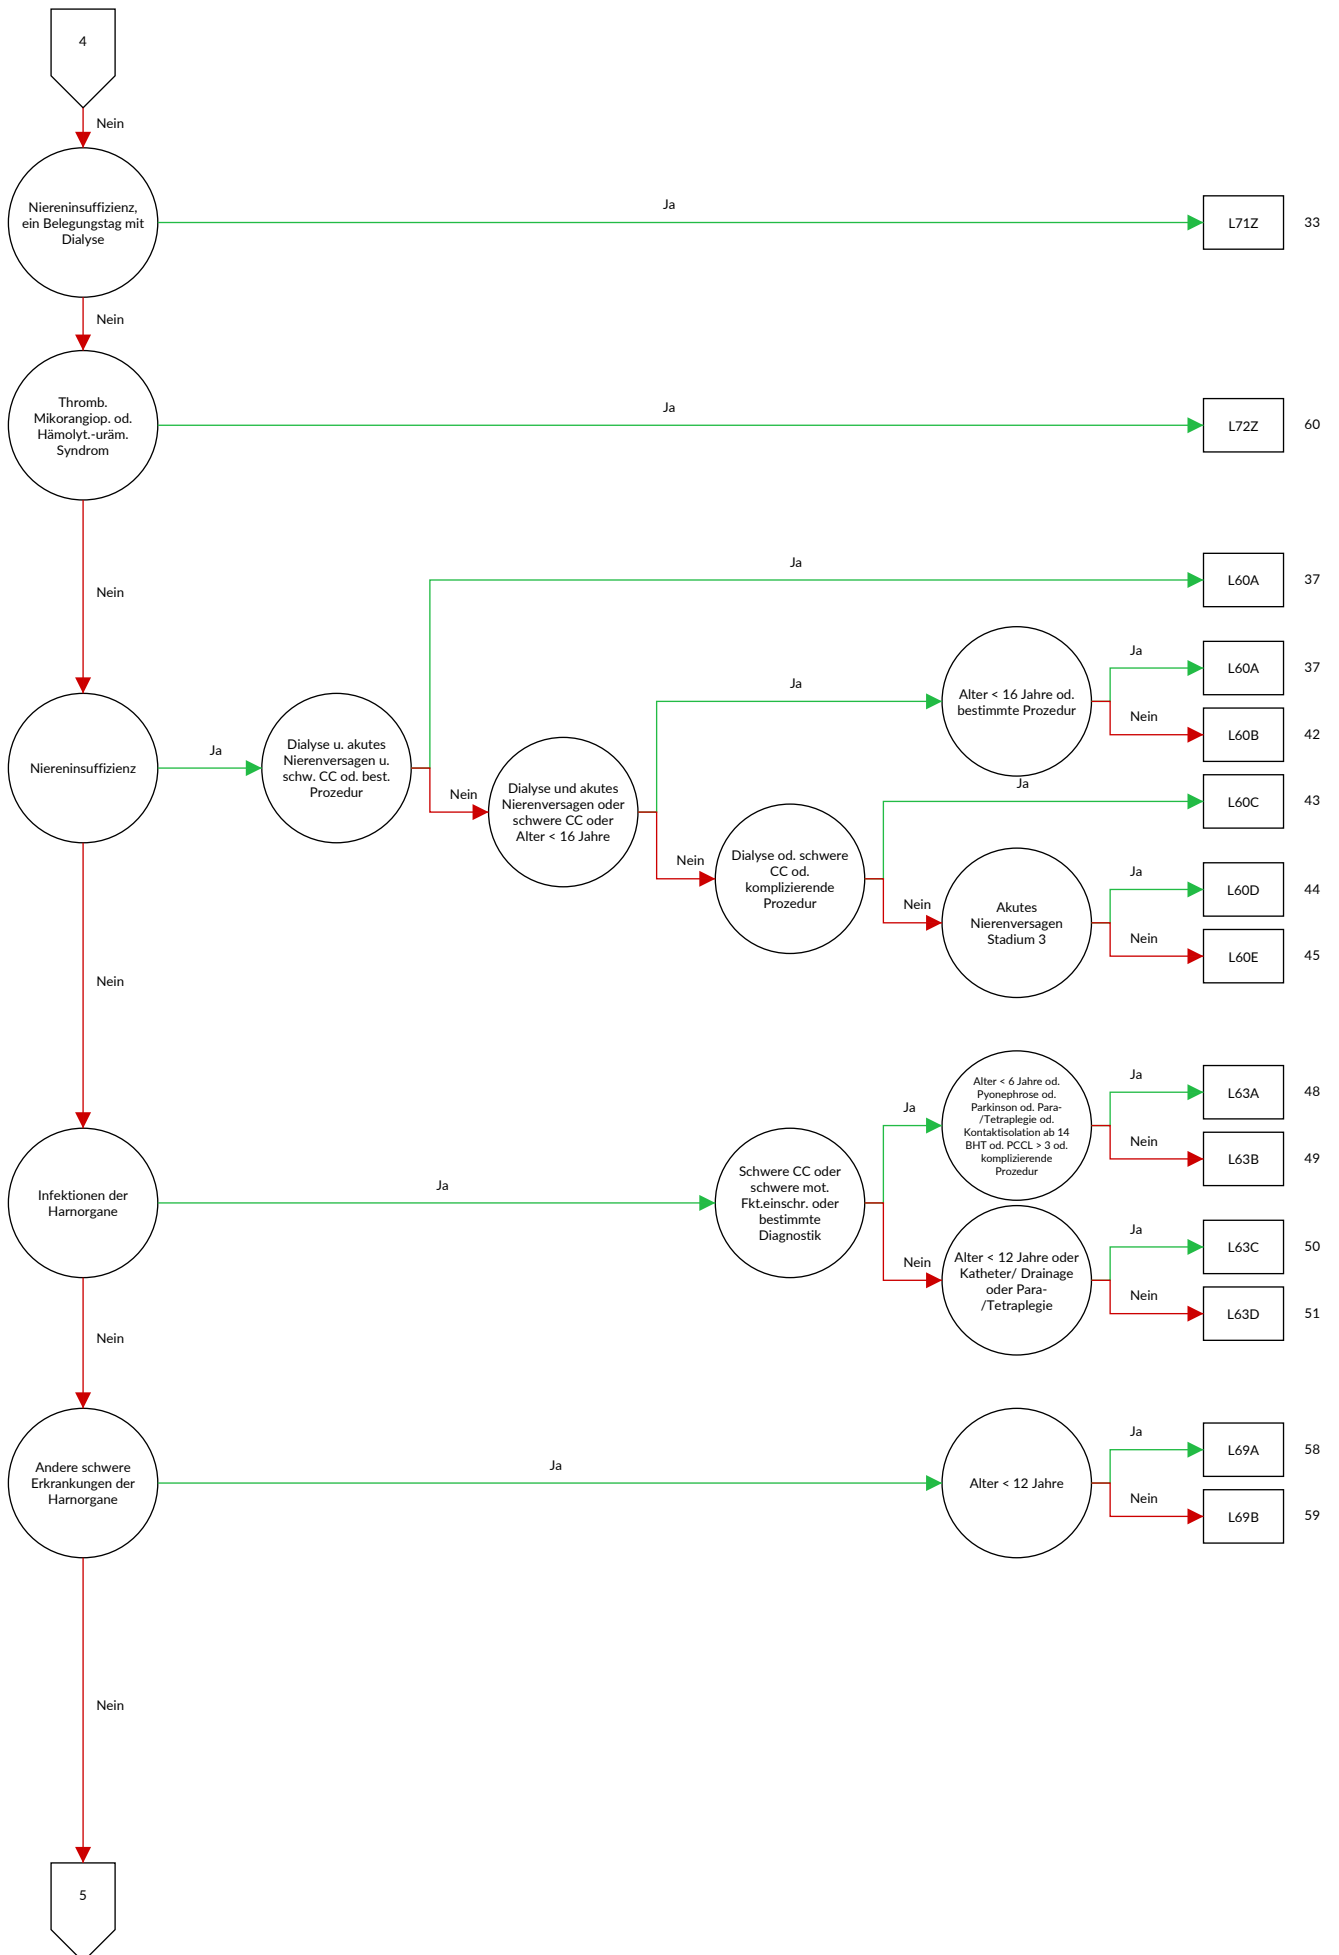 4
Nein
Niereninsuffizienz,
ein Belegungstag mit
Dialyse
Ja
L71Z
33
Nein
Thromb.
Mikorangiop. od.
Hämolyt.-uräm.
Syndrom
Ja
L72Z
60
Nein
Niereninsuffizienz
Ja
Dialyse u. akutes
Nierenversagen u.
schw. CC od. best.
Prozedur
Ja
L60A
37
Nein
Dialyse und akutes
Nierenversagen oder
schwere CC oder
Alter < 16 Jahre
Ja
Alter < 16 Jahre od.
bestimmte Prozedur
Ja
L60A
37
Nein
L60B
42
Nein
Dialyse od. schwere
CC od.
komplizierende
Prozedur
Ja
L60C
43
Nein
Akutes
Nierenversagen
Stadium 3
Ja
L60D
44
Nein
L60E
45
Nein
Infektionen der
Harnorgane
Ja
Schwere CC oder
schwere mot.
Fkt.einschr. oder
bestimmte
Diagnostik
Ja
Alter < 6 Jahre od.
Pyonephrose od.
Parkinson od. Para-
/Tetraplegie od.
Kontaktisolation ab 14
BHT od. PCCL > 3 od.
komplizierende
Prozedur
Ja
L63A
48
Nein
L63B
49
Nein
Alter < 12 Jahre oder
Katheter/ Drainage
oder Para-
/Tetraplegie
Ja
L63C
50
Nein
L63D
51
Nein
Andere schwere
Erkrankungen der
Harnorgane
Ja
Alter < 12 Jahre
Ja
L69A
58
Nein
L69B
59
Nein
5